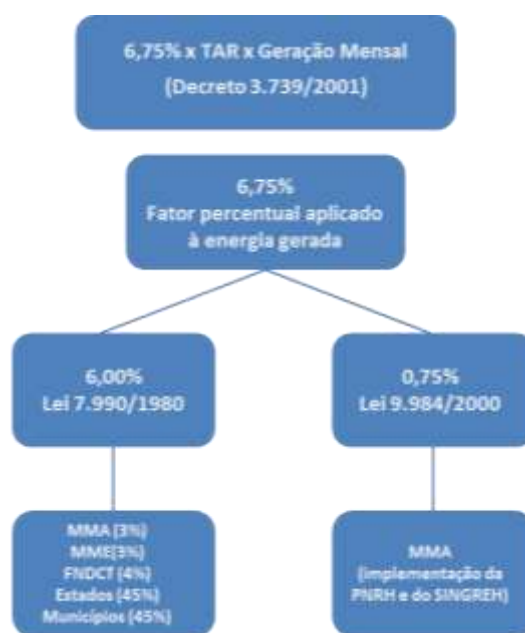 6,75% x TAR x Geração Mensal
(Decreto 3.739/2001)
6,75%
Fator percentual aplicado
à energia gerada
6,00%
Lei 7.990/1980
0,75%
Lei 9.984/2000
MMA (3%)
MME(3%)
FNDCT (4%)
Estados (45%)
Municípios (45%)
MMA
(implementação da
PNRH e do SINGREH)